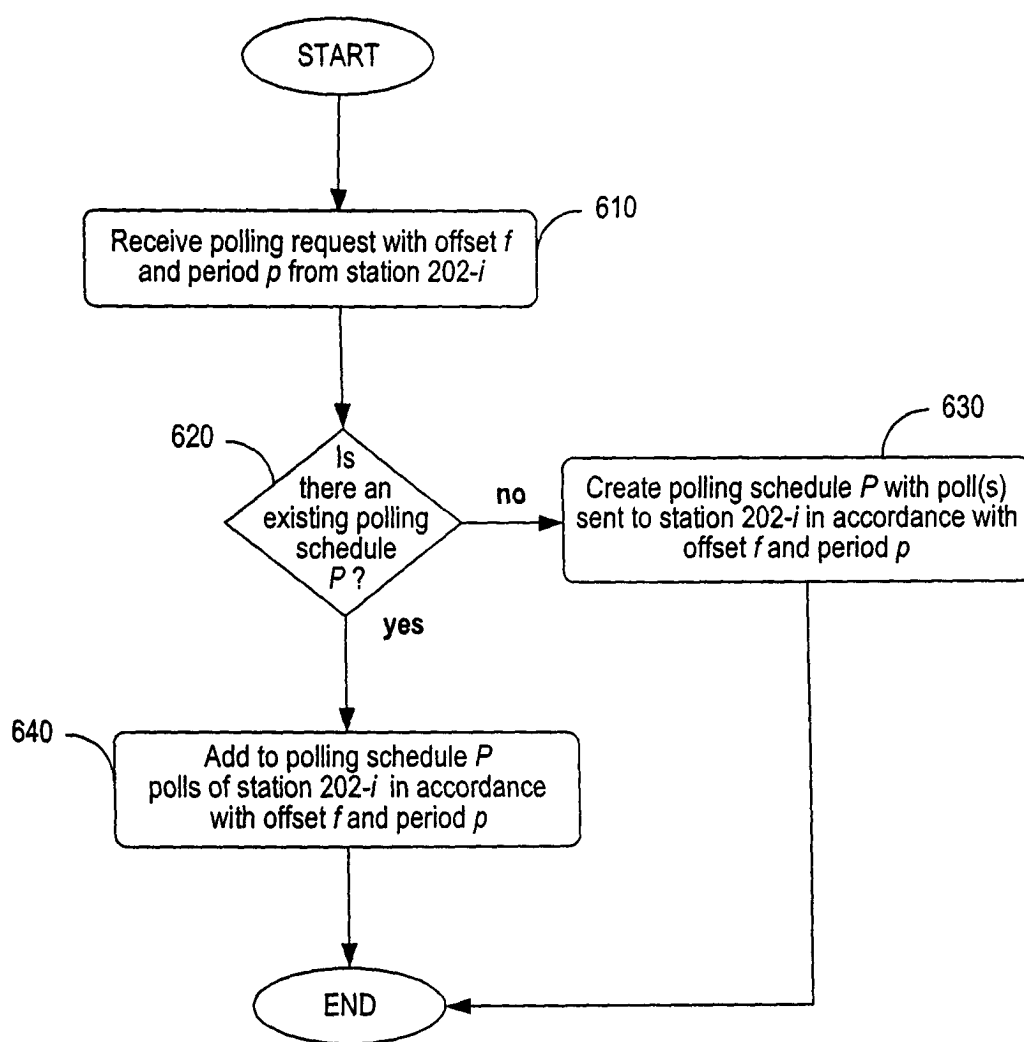 START
610
Receive polling request with offset f
and period p from station 202-i
620
Is
there an
existing polling
schedule
P ?
no
yes
630
Create polling schedule P with poll(s)
sent to station 202-i in accordance with
offset f and period p
640
Add to polling schedule P
polls of station 202-i in accordance
with offset f and period p
END